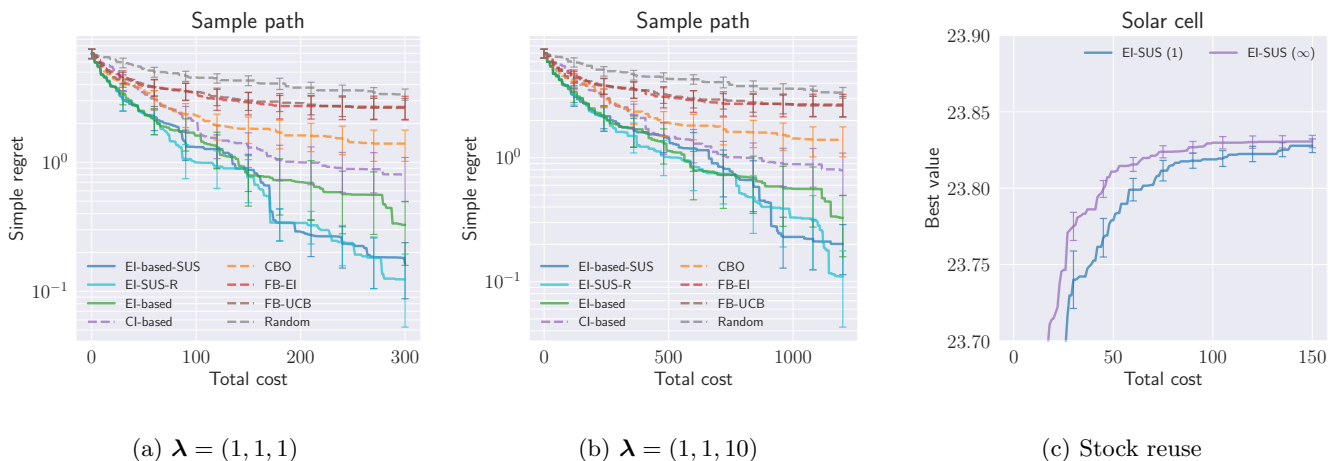 Sample path
Simple regret
10^0
10^-1
EI-based-SUS
EI-SUS-R
EI-based
CI-based
CBO
FB-EI
FB-UCB
Random
0 100 200 300
Total cost
(a) λ = (1, 1, 1)
Sample path
Simple regret
10^0
10^-1
EI-based-SUS
EI-SUS-R
EI-based
CI-based
CBO
FB-EI
FB-UCB
Random
0 500 1000
Total cost
(b) λ = (1, 1, 10)
Solar cell
Best value
23.90
23.85
23.80
23.75
23.70
EI-SUS (1)
EI-SUS (∞)
0 50 100 150
Total cost
(c) Stock reuse